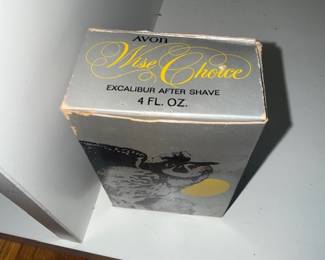 AVON
Wise Choice
EXCALIBUR AFTER SHAVE
4 FL. OZ.